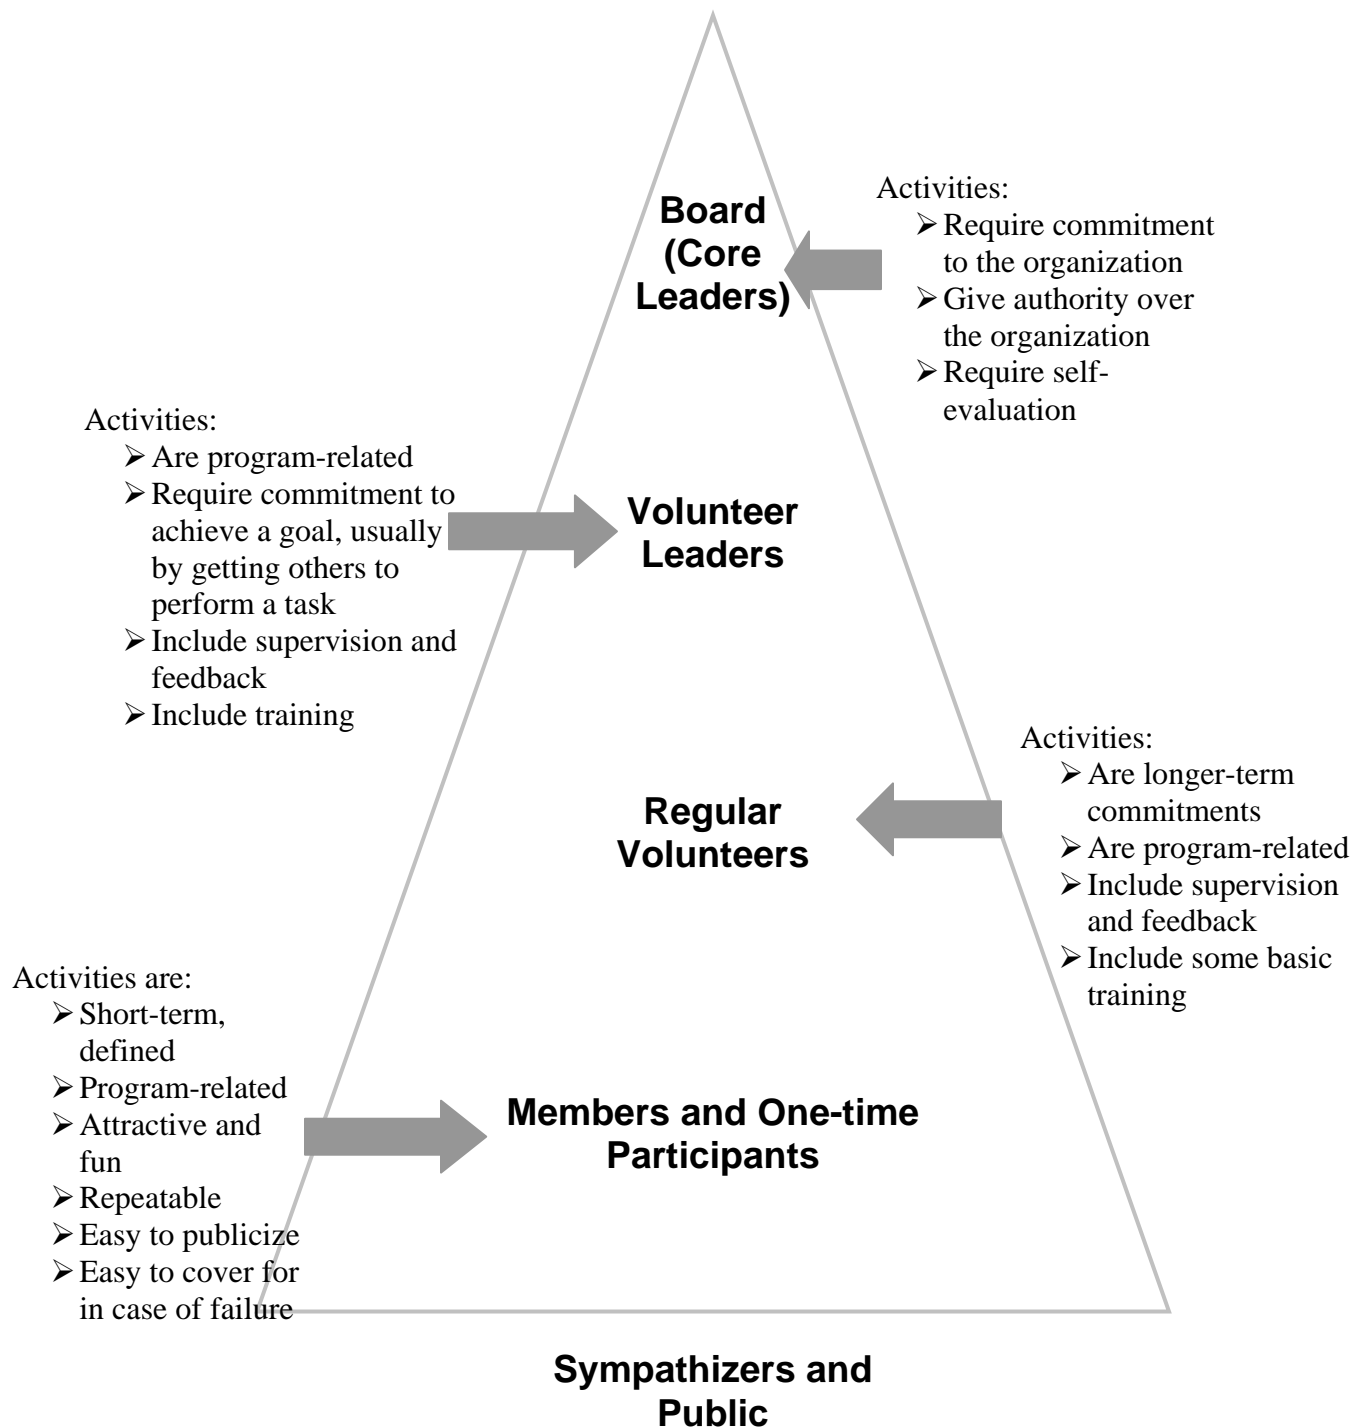 Board
(Core
Leaders)
Activities:
➢ Require commitment
to the organization
➢ Give authority over
the organization
➢ Require self-
evaluation
Activities:
➢ Are program-related
➢ Require commitment to
achieve a goal, usually
by getting others to
perform a task
➢ Include supervision and
feedback
➢ Include training
Volunteer
Leaders
Regular
Volunteers
Activities:
➢ Are longer-term
commitments
➢ Are program-related
➢ Include supervision
and feedback
➢ Include some basic
training
Activities are:
➢ Short-term,
defined
➢ Program-related
➢ Attractive and
fun
➢ Repeatable
➢ Easy to publicize
➢ Easy to cover for
in case of failure
Members and One-time
Participants
Sympathizers and
Public